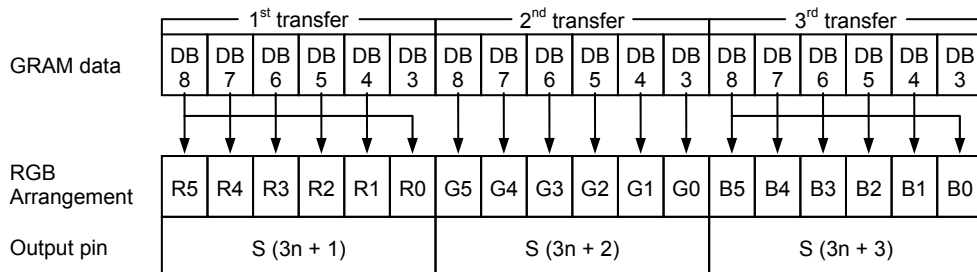 1st transfer 2nd transfer 3rd transfer
GRAM data
DB 8 DB 7 DB 6 DB 5 DB 4 DB 3 DB 8 DB 7 DB 6 DB 5 DB 4 DB 3 DB 8 DB 7 DB 6 DB 5 DB 4 DB 3
RGB Arrangement
R5 R4 R3 R2 R1 R0 G5 G4 G3 G2 G1 G0 B5 B4 B3 B2 B1 B0
Output pin S (3n + 1) S (3n + 2) S (3n + 3)